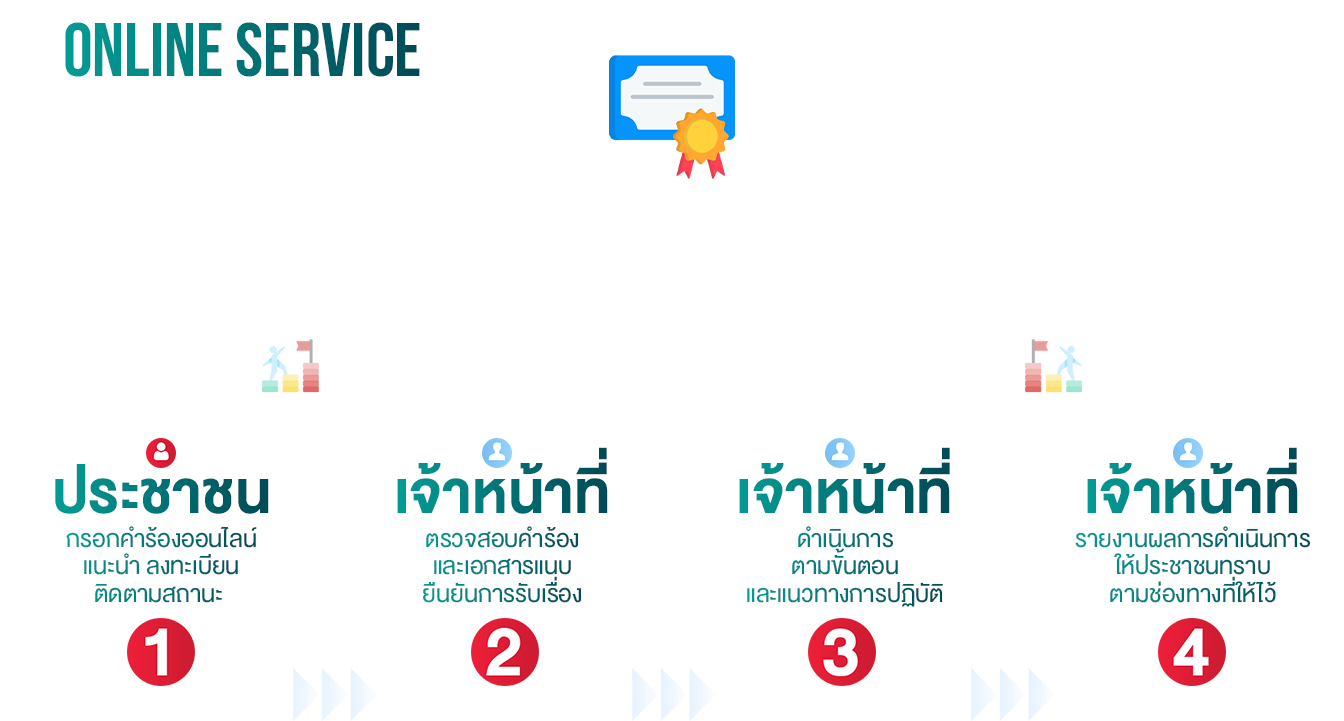 ONLINE SERVICE
ประชาชน
กรอกคำร้องออนไลน์
แนะนำ ลงทะเบียน
ติดตามสถานะ
1
เจ้าหน้าที่
ตรวจสอบคำร้อง
และเอกสารแนบ
ยืนยันการรับเรื่อง
2
เจ้าหน้าที่
ดำเนินการ
ตามขั้นตอน
และแนวทางการปฏิบัติ
3
เจ้าหน้าที่
รายงานผลการดำเนินการ
ให้ประชาชนทราบ
ตามช่องทางที่ให้ไว้
4